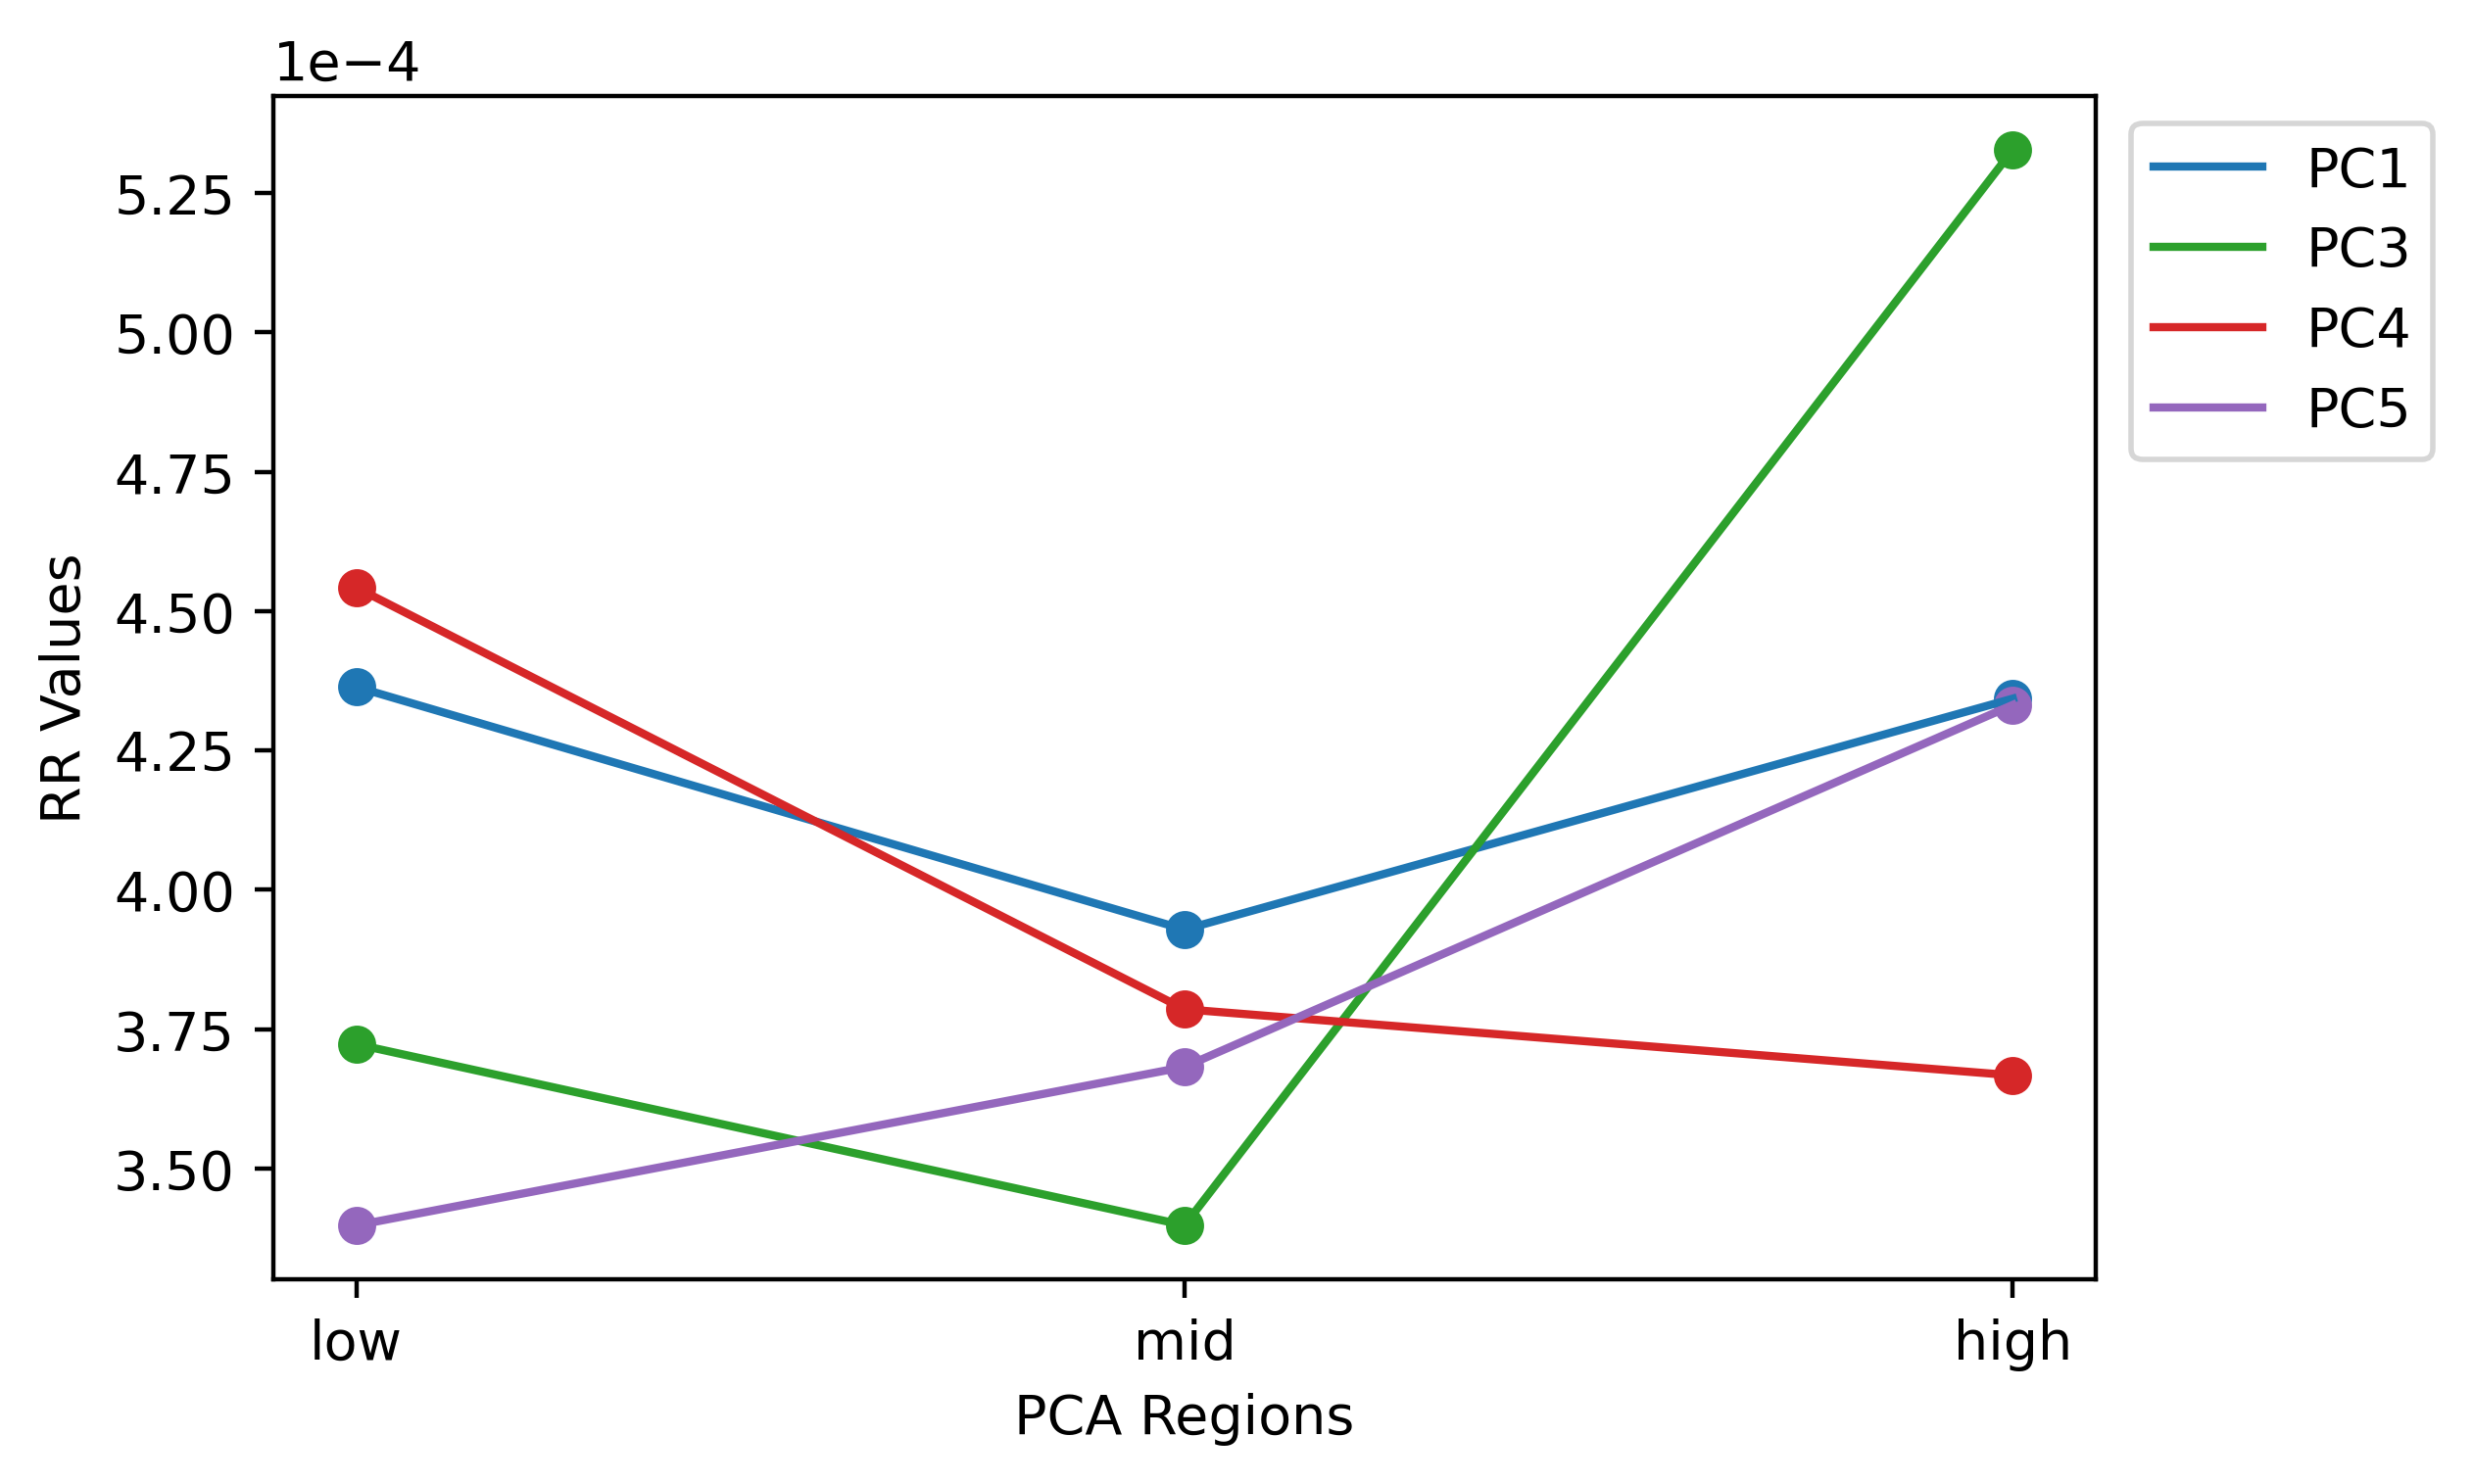 1e−4
5.25
5.00
4.75
4.50
4.25
4.00
3.75
3.50
RR Values
low
mid
high
PCA Regions
PC1
PC3
PC4
PC5